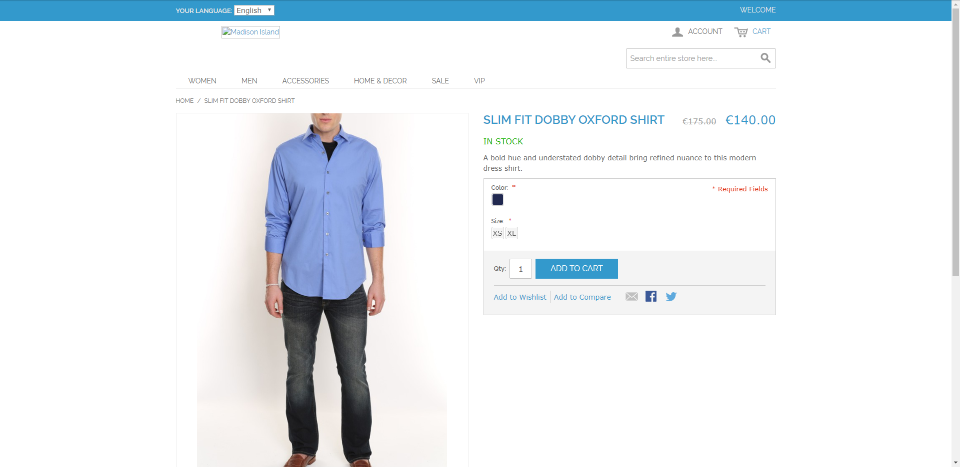 YOUR LANGUAGE: English
WELCOME
Madison Island
ACCOUNT CART
Search entire store here...
WOMEN MEN ACCESSORIES HOME & DECOR SALE VIP
HOME / SLIM FIT DOBBY OXFORD SHIRT
SLIM FIT DOBBY OXFORD SHIRT €175.00 €140.00
IN STOCK
A bold hue and understated dobby detail bring refined nuance to this modern
dress shirt.
Color: *
* Required Fields
Size *
XS XL
Qty: 1 ADD TO CART
Add to Wishlist Add to Compare